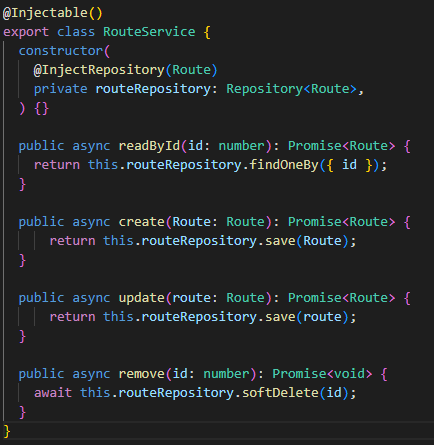 @Injectable()
export class RouteService {
  constructor(
    @InjectRepository(Route)
    private routeRepository: Repository<Route>,
  ) {}

  public async readById(id: number): Promise<Route> {
    return this.routeRepository.findOneBy({ id });
  }

  public async create(Route: Route): Promise<Route> {
      return this.routeRepository.save(Route);
  }

  public async update(route: Route): Promise<Route> {
      return this.routeRepository.save(route);
  }

  public async remove(id: number): Promise<void> {
    await this.routeRepository.softDelete(id);
  }
}